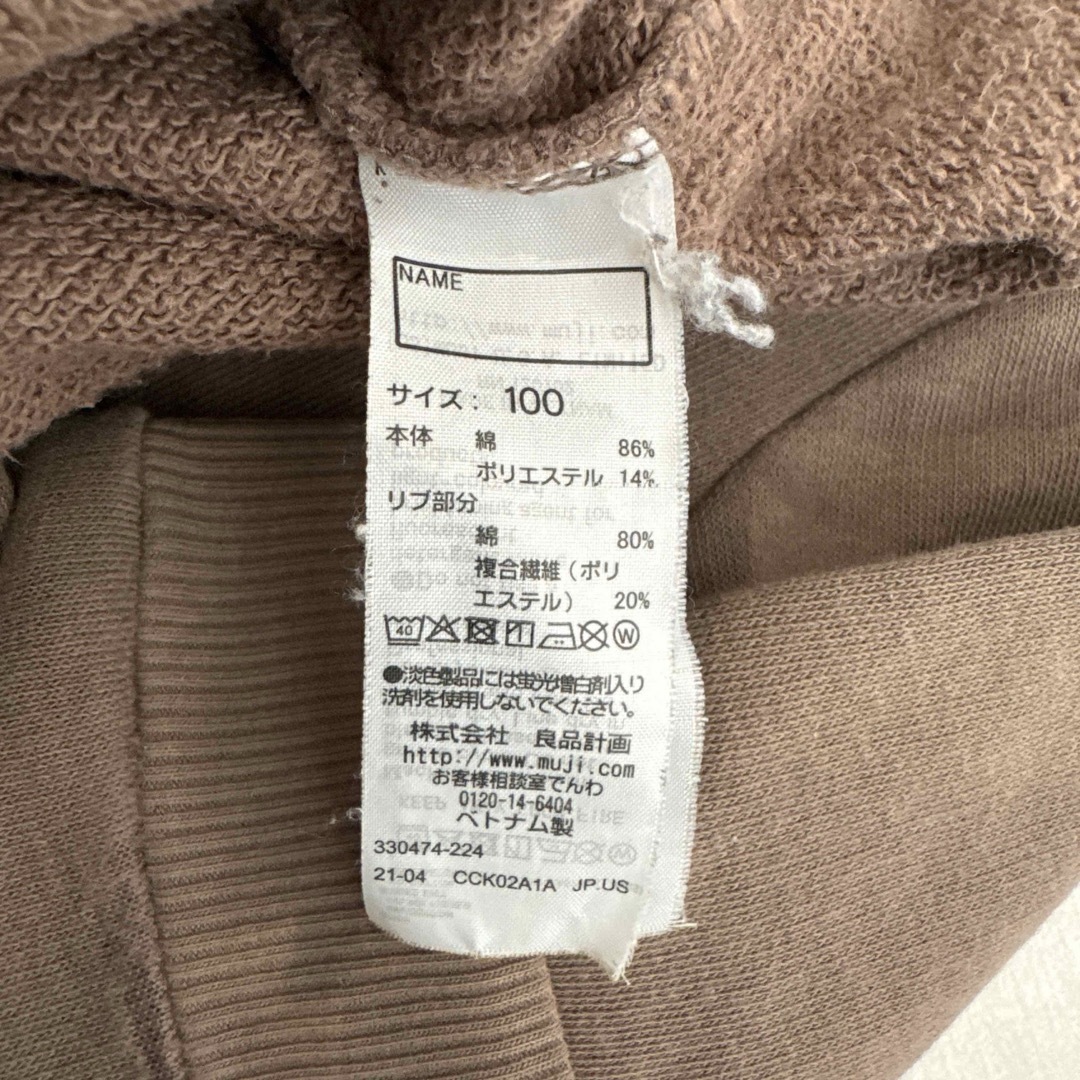 NAME
サイズ: 100
本体 綿 86%
ポリエステル 14%
リブ部分
綿 80%
複合繊維(ポリ
エステル) 20%
40 W
●淡色製品には蛍光増白剤入り
洗剤を使用しないでください。
株式会社 良品計画
http://www.muji.com
お客様相談室でんわ
0120-14-6404
ベトナム製
330474-224
21-04 CCK02A1A JP.US